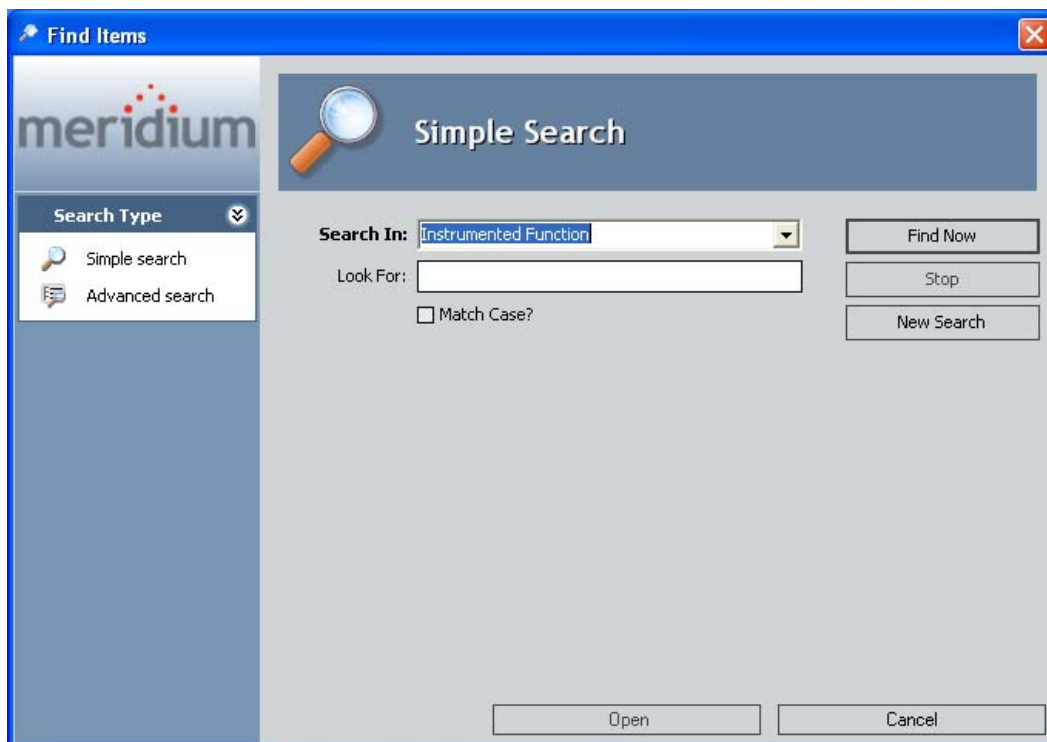 Find Items
meridium
Simple Search
Search Type
Simple search
Advanced search
Search In: Instrumented Function
Look For:
Match Case?
Find Now
Stop
New Search
Open
Cancel